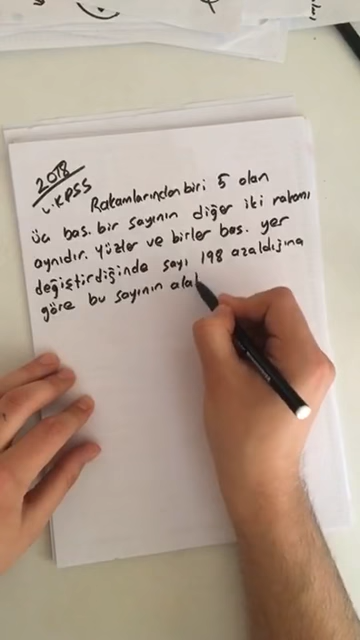 2018
KPSS
Rakamlarından biri 5 olan
üç bas. bir sayının diğer iki rakamı
aynıdır. Yüzler ve birler bas. yer
değiştirdiğinde sayı 198 azaldığına
göre bu sayının ala